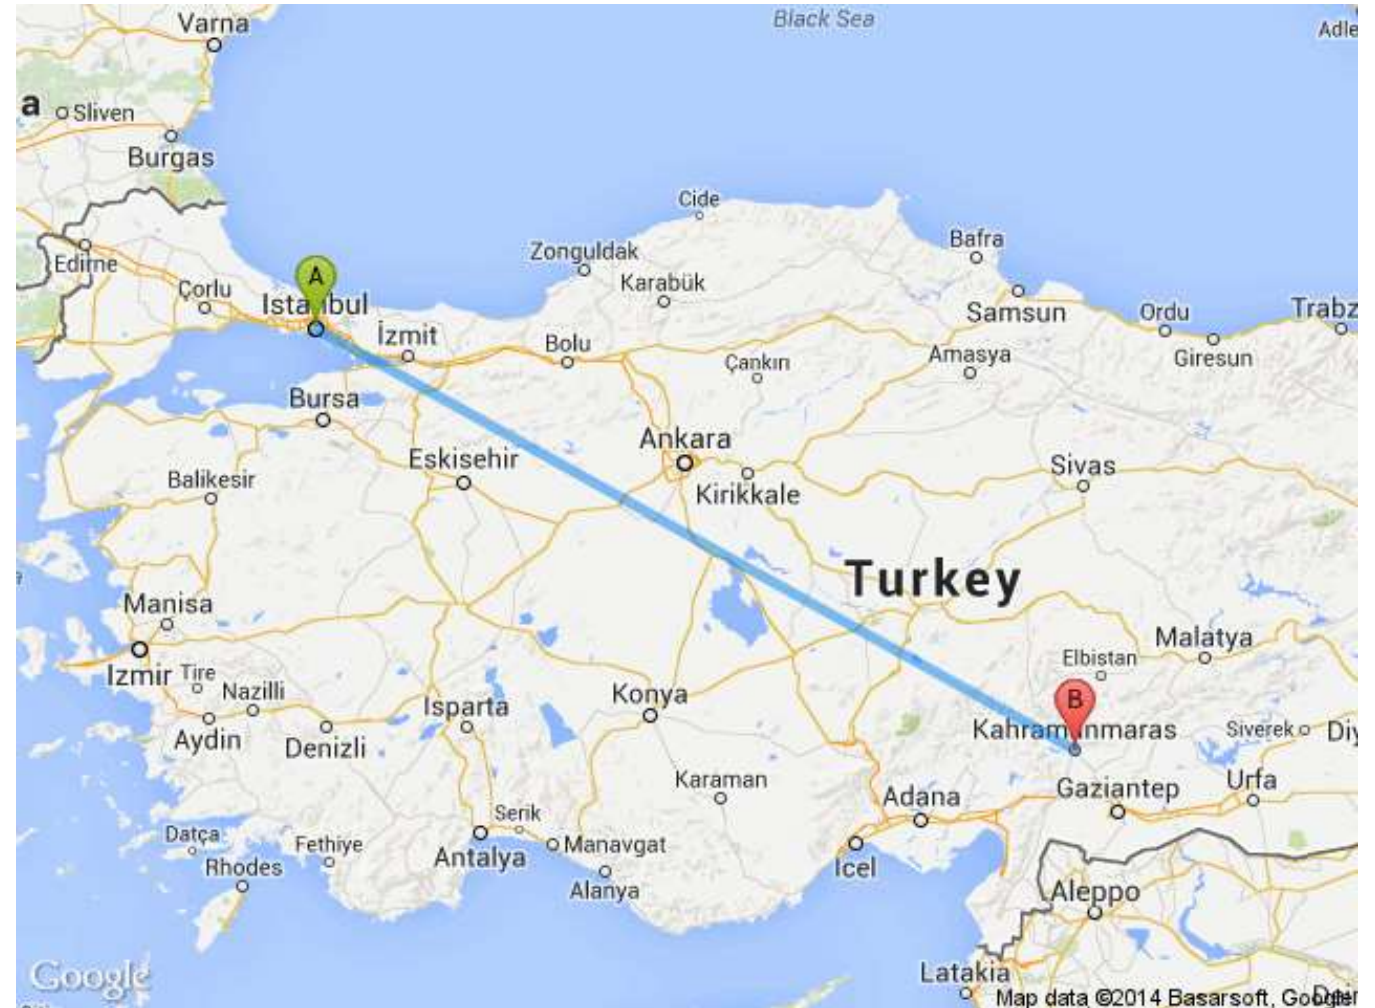 Black Sea
Varna
Adle
a
Sliven
Burgas
Cide
Bafra
Zonguldak
Edirne
Karabük
A
Çorlu
Istanbul
Samsun
Ordu
Trabz
İzmit
Bolu
Çankırı
Amasya
Giresun
Bursa
Ankara
Eskisehir
Sivas
Balikesir
Kirikkale
Turkey
Manisa
Malatya
Elbistan
Izmir
Tire
Nazilli
Konya
B
Isparta
Kahramanmaras
Siverek
Diy
Aydin
Denizli
Karaman
Gaziantep
Urfa
Adana
Serik
Datça
Fethiye
Manavgat
Antalya
Rhodes
Icel
Alanya
Aleppo
Google
Latakia
Map data ©2014 Basarsoft, Google